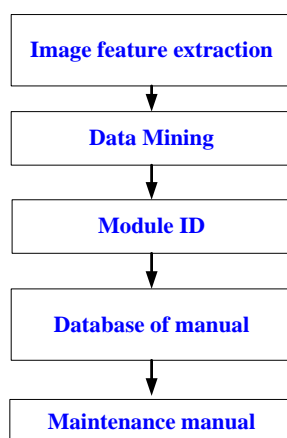 Image feature extraction
Data Mining
Module ID
Database of manual
Maintenance manual